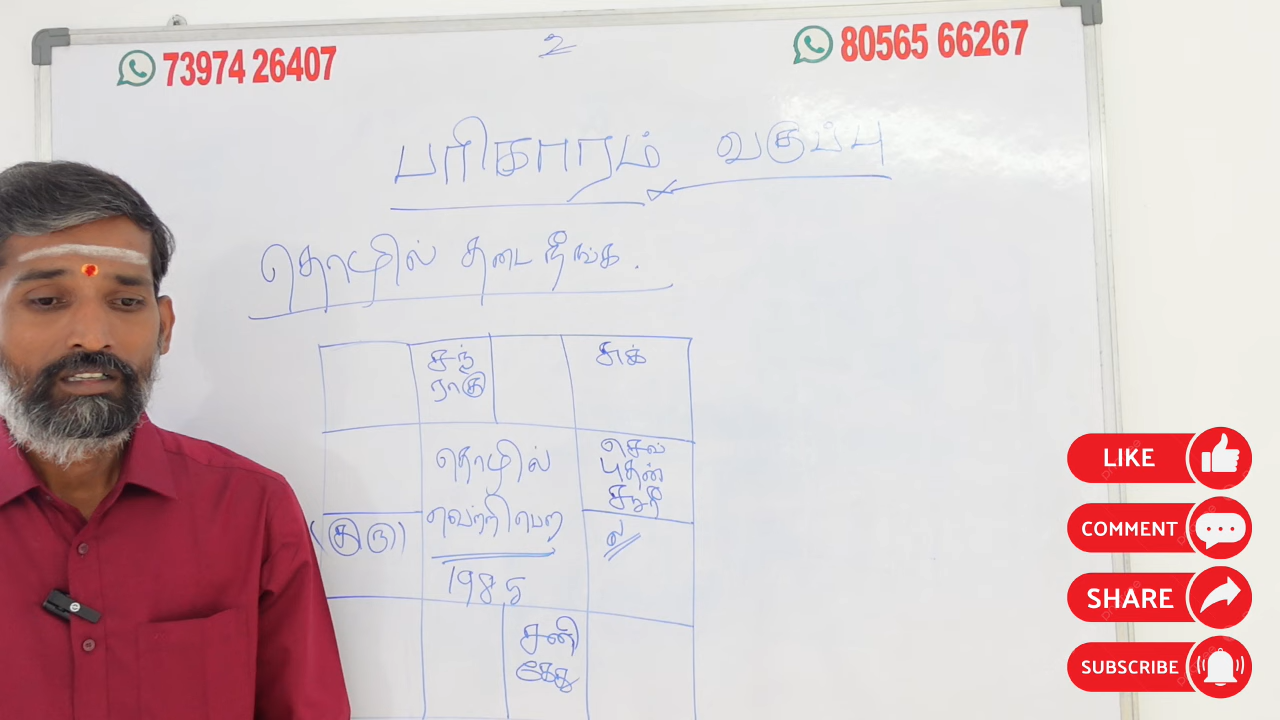 73974 26407
2
80565 66267
பரிகாரம் வகுப்பு
தொழில் தடை நீங்க.
சந்
ராகு
சுக்
தொழில்
வெற்றி பெற
1985
செவ்
புதன்
சூரி
ல
(குரு)
சனி
கேது
LIKE
COMMENT
SHARE
SUBSCRIBE